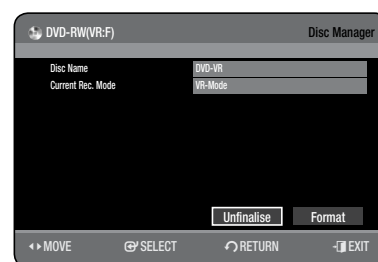 DVD-RW(VR:F) Disc Manager
Disc Name DVD-VR
Current Rec. Mode VR-Mode
Unfinalise Format
MOVE SELECT RETURN EXIT